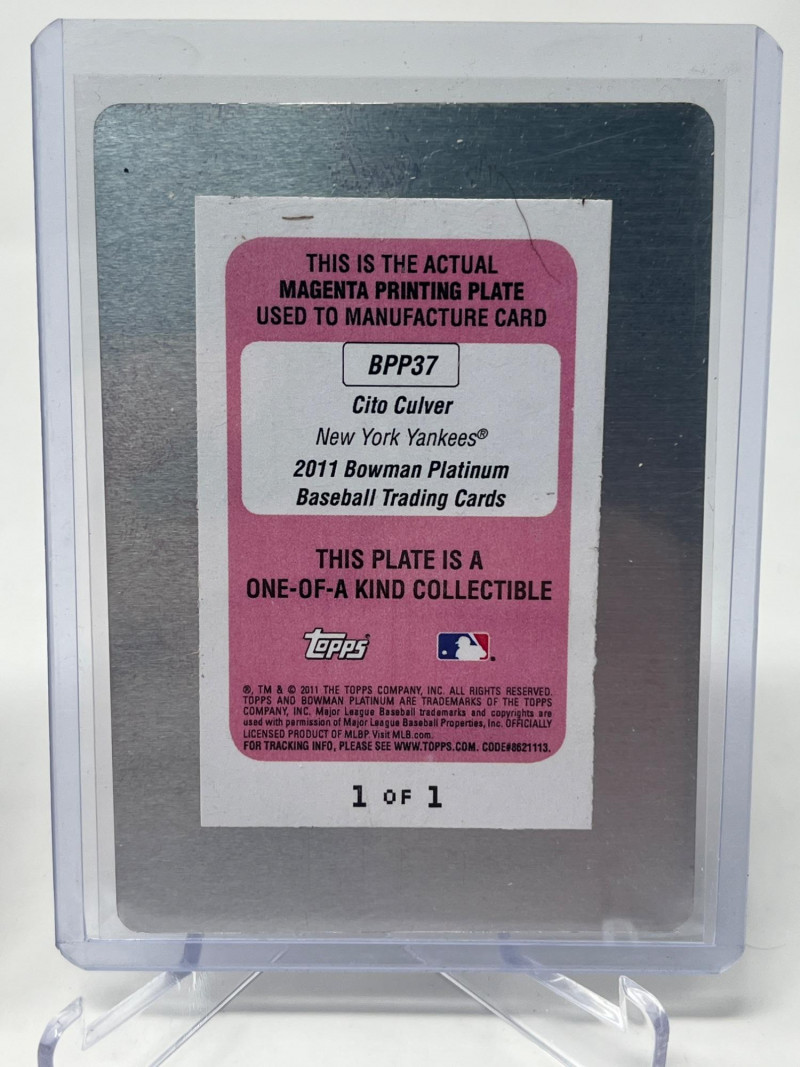 THIS IS THE ACTUAL
MAGENTA PRINTING PLATE
USED TO MANUFACTURE CARD
BPP37
Cito Culver
New York Yankees®
2011 Bowman Platinum
Baseball Trading Cards
THIS PLATE IS A
ONE-OF-A KIND COLLECTIBLE
Topps®
®, TM & © 2011 THE TOPPS COMPANY, INC. ALL RIGHTS RESERVED.
TOPPS AND BOWMAN PLATINUM ARE TRADEMARKS OF THE TOPPS
COMPANY, INC. Major League Baseball trademarks and copyrights are
used with permission of Major League Baseball Properties, Inc. OFFICIALLY
LICENSED PRODUCT OF MLBP. Visit MLB.com.
FOR TRACKING INFO, PLEASE SEE WWW.TOPPS.COM. CODE#8621113.
1 OF 1